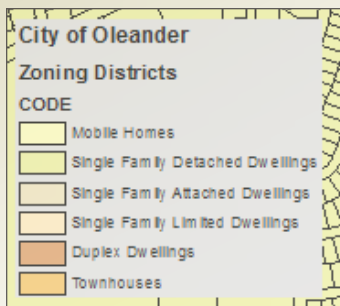 City of Oleander
Zoning Districts
CODE
Mobile Homes
Single Family Detached Dwellings
Single Family Attached Dwellings
Single Family Limited Dwellings
Duplex Dwellings
Townhouses